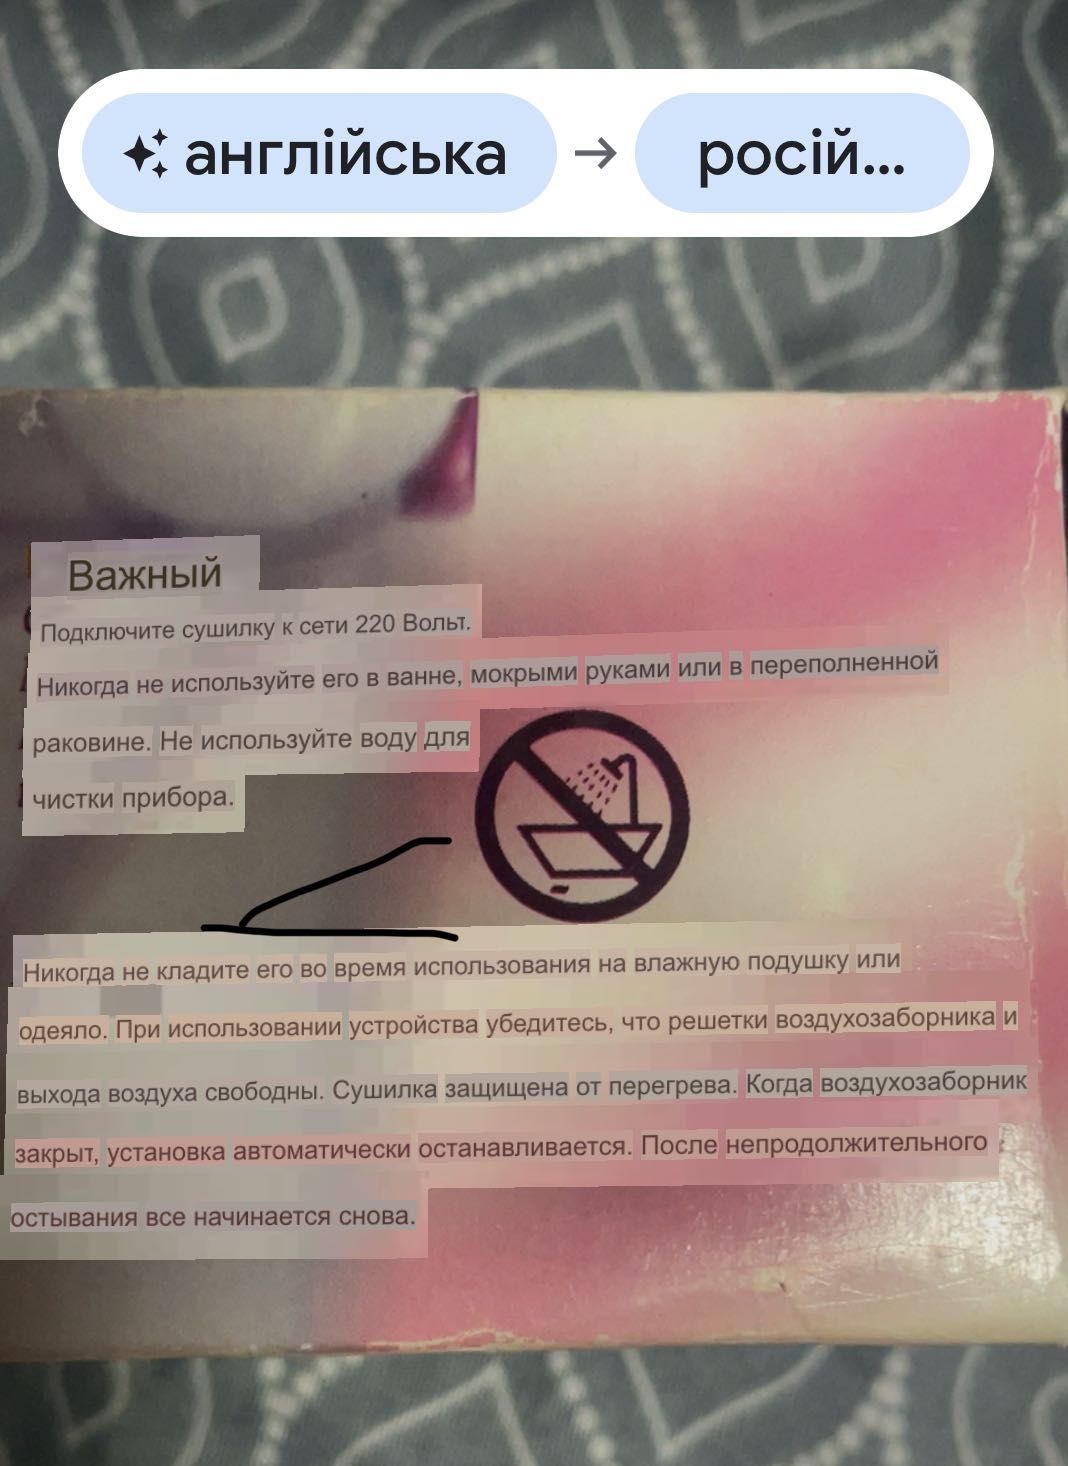 англійська → росій...
Важный
Подключите сушилку к сети 220 Вольт.
Никогда не используйте его в ванне, мокрыми руками или в переполненной
раковине. Не используйте воду для
чистки прибора.
Никогда не кладите его во время использования на влажную подушку или
одеяло. При использовании устройства убедитесь, что решетки воздухозаборника и
выхода воздуха свободны. Сушилка защищена от перегрева. Когда воздухозаборник
закрыт, установка автоматически останавливается. После непродолжительного
остывания все начинается снова.